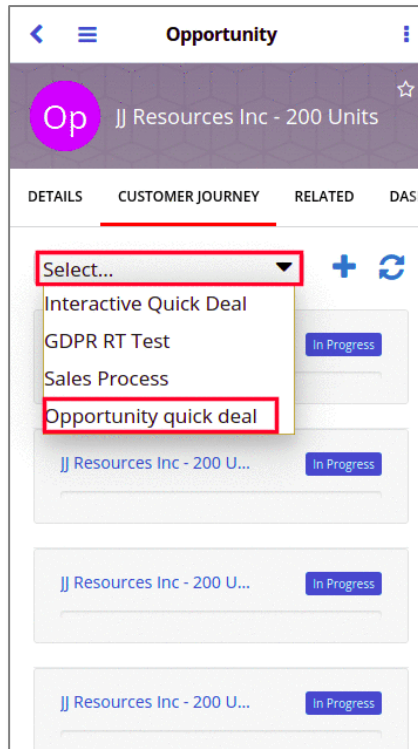 Opportunity
Op
JJ Resources Inc - 200 Units
DETAILS CUSTOMER JOURNEY RELATED DAS
Select...
Interactive Quick Deal
GDPR RT Test
Sales Process
Opportunity quick deal
In Progress
JJ Resources Inc - 200 U... In Progress
JJ Resources Inc - 200 U... In Progress
JJ Resources Inc - 200 U... In Progress